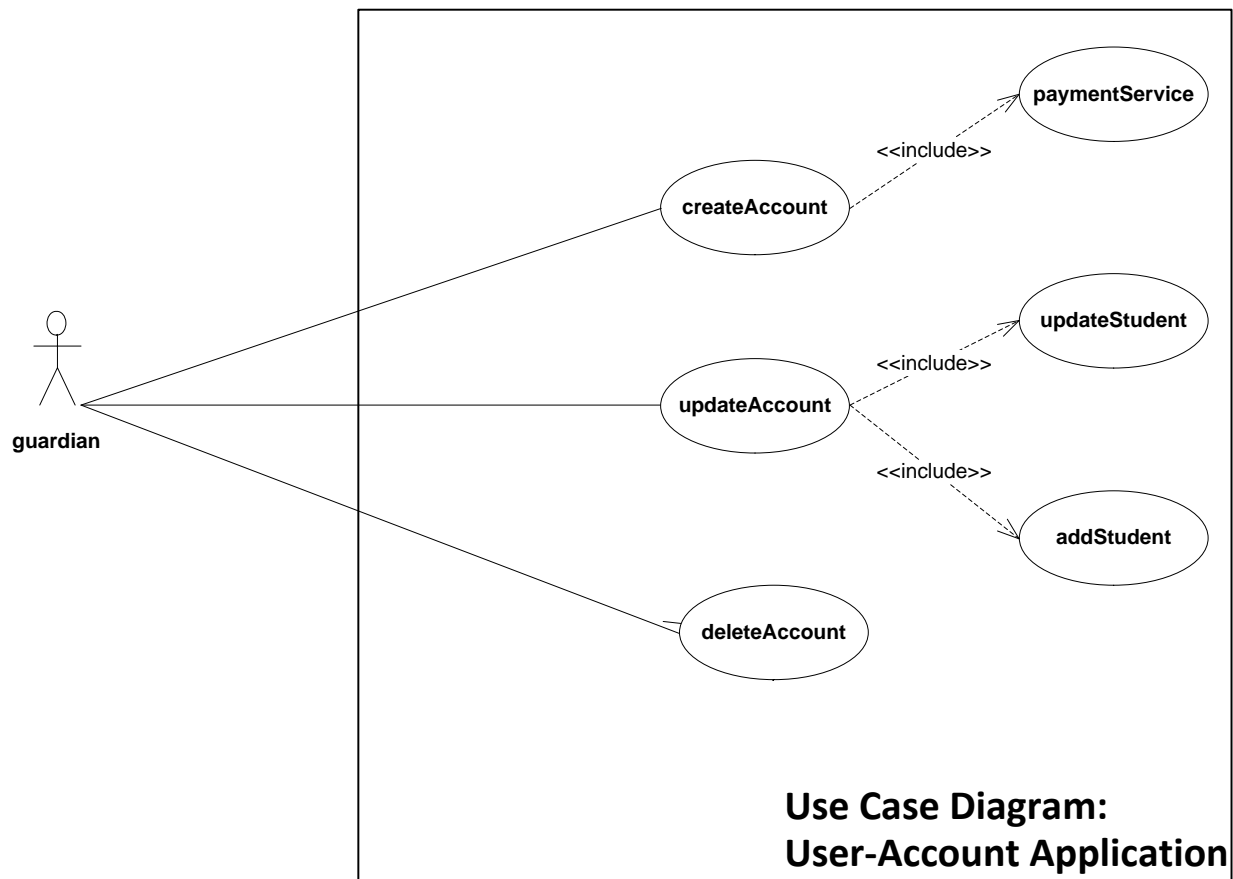 paymentService
<<include>>
createAccount
updateStudent
<<include>>
updateAccount
guardian
<<include>>
addStudent
deleteAccount
Use Case Diagram:
User-Account Application